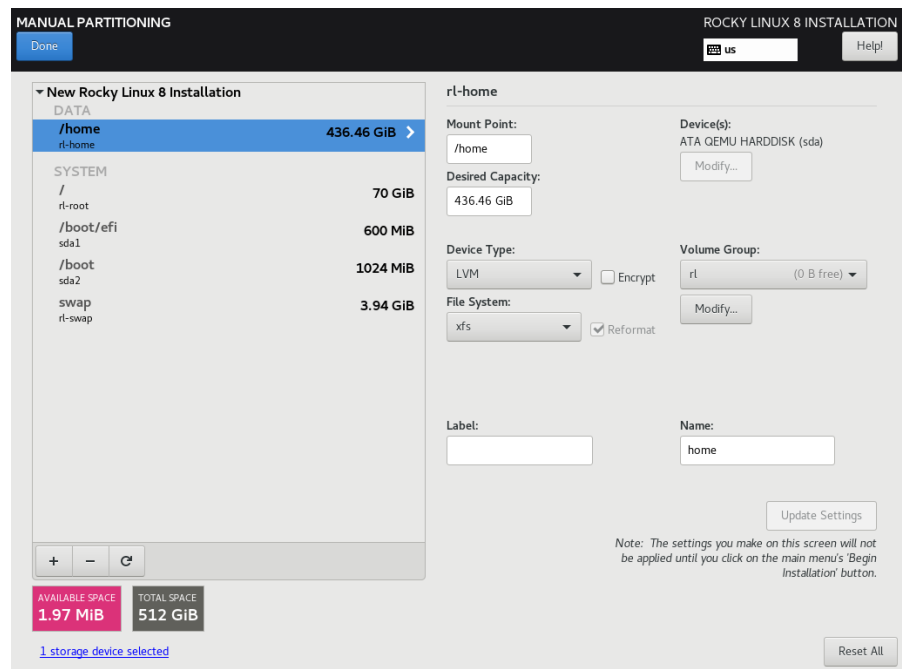 MANUAL PARTITIONING
ROCKY LINUX 8 INSTALLATION
Done
us
Help!
New Rocky Linux 8 Installation
DATA
/home
436.46 GiB
rl-home
SYSTEM
/
70 GiB
rl-root
/boot/efi
600 MiB
sda1
/boot
1024 MiB
sda2
swap
3.94 GiB
rl-swap
+ −
AVAILABLE SPACE
1.97 MiB
TOTAL SPACE
512 GiB
1 storage device selected
rl-home
Mount Point:
/home
Desired Capacity:
436.46 GiB
Device(s):
ATA QEMU HARDDISK (sda)
Modify...
Device Type:
LVM
Encrypt
File System:
xfs
Reformat
Volume Group:
rl (0 B free)
Modify...
Label:
Name:
home
Update Settings
Note: The settings you make on this screen will not
be applied until you click on the main menu's 'Begin
Installation' button.
Reset All